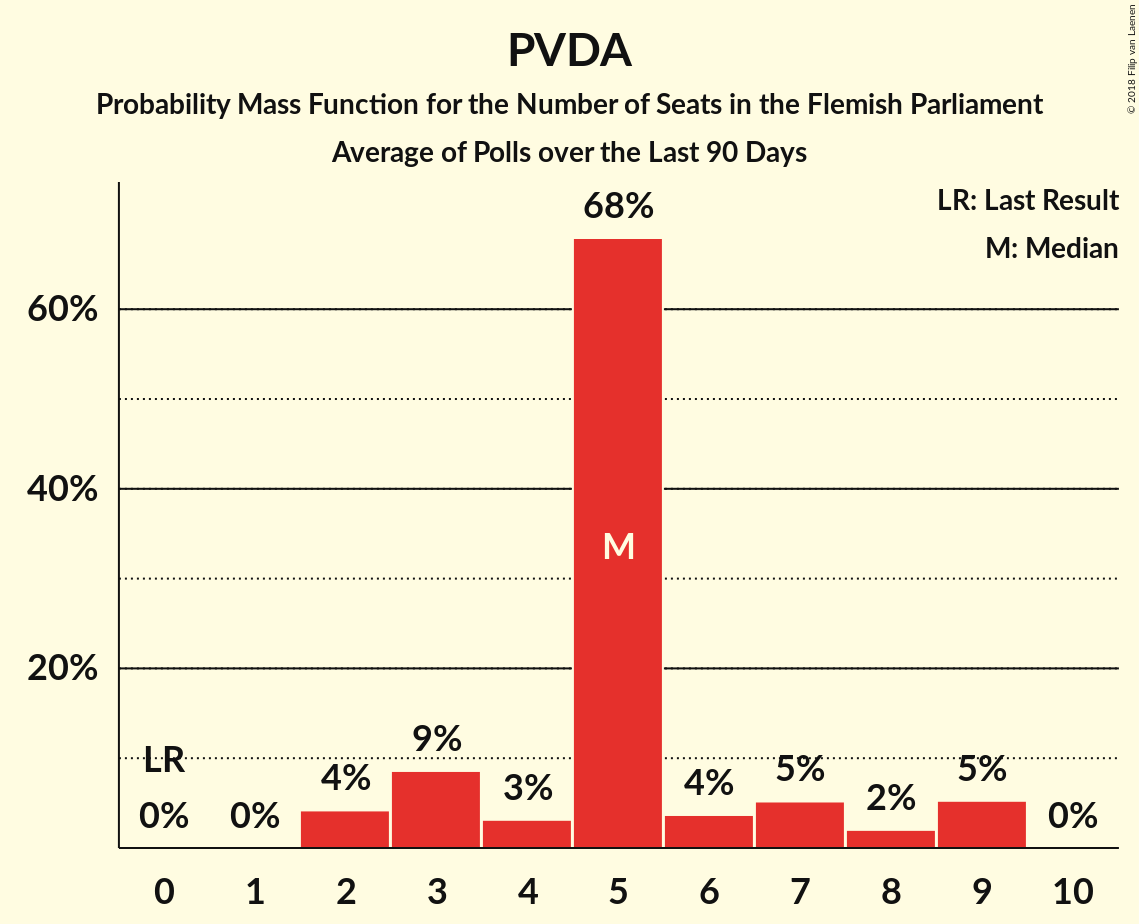 PVDA
Probability Mass Function for the Number of Seats in the Flemish Parliament
Average of Polls over the Last 90 Days
© 2018 Filip van Laenen
LR: Last Result
M: Median
68%
60%
40%
M
20%
9%
LR
4%
3%
4%
5%
2%
5%
0%
0%
0%
0 1 2 3 4 5 6 7 8 9 10